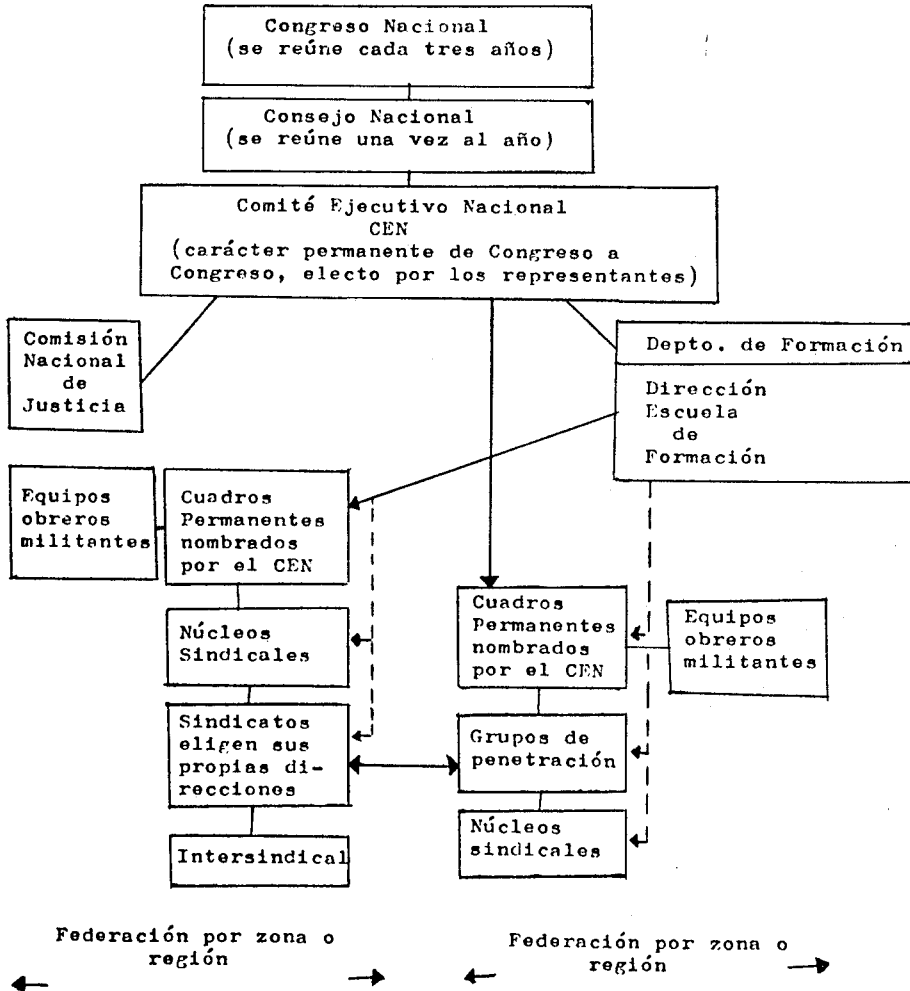 Congreso Nacional
(se reúne cada tres años)
Consejo Nacional
(se reúne una vez al año)
Comité Ejecutivo Nacional
CEN
(carácter permanente de Congreso a
Congreso, electo por los representantes)
Comisión
Nacional
de
Justicia
Depto. de Formación
Dirección
Escuela
de
Formación
Equipos
obreros
militantes
Cuadros
Permanentes
nombrados
por el CEN
Núcleos
Sindicales
Sindicatos
eligen sus
propias di-
recciones
Intersindical
Cuadros
Permanentes
nombrados
por el CEN
Equipos
obreros
militantes
Grupos de
penetración
Núcleos
sindicales
Federación por zona o
región
Federación por zona o
región